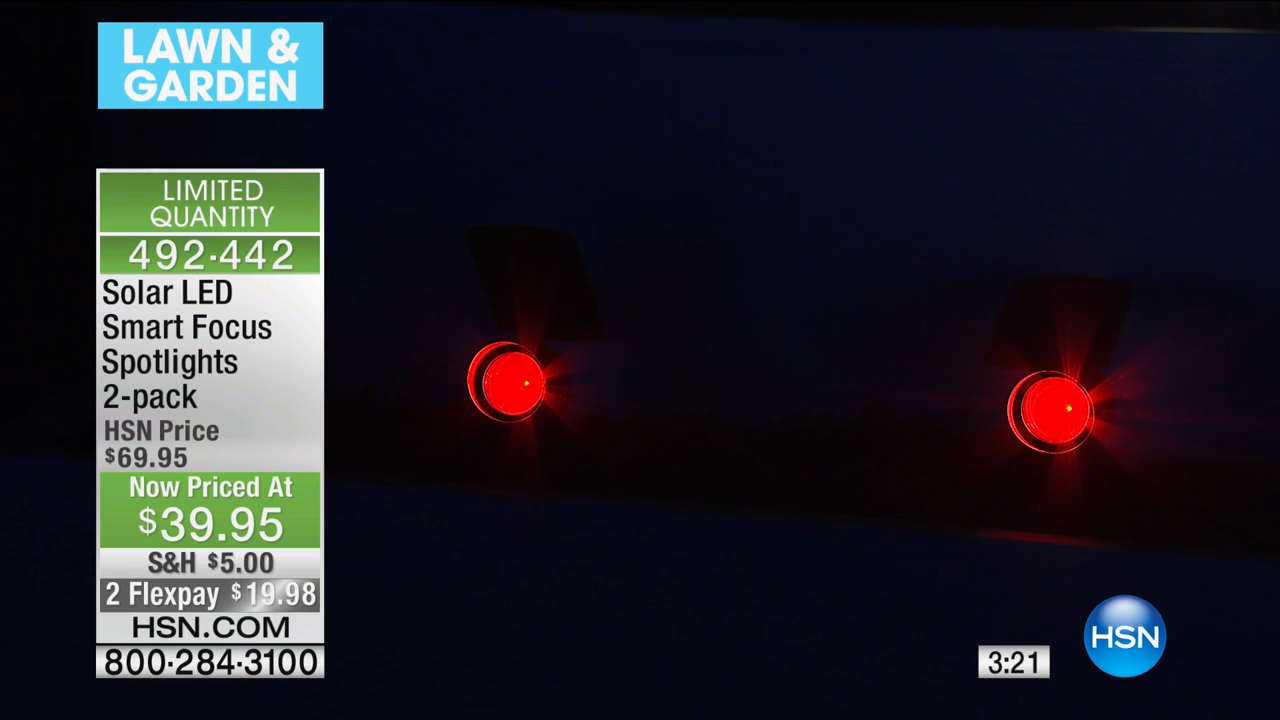 LAWN &
GARDEN
LIMITED
QUANTITY
492·442
Solar LED
Smart Focus
Spotlights
2-pack
HSN Price
$69.95
Now Priced At
$39.95
S&H $5.00
2 Flexpay $19.98
HSN.COM
800·284·3100
3:21
HSN